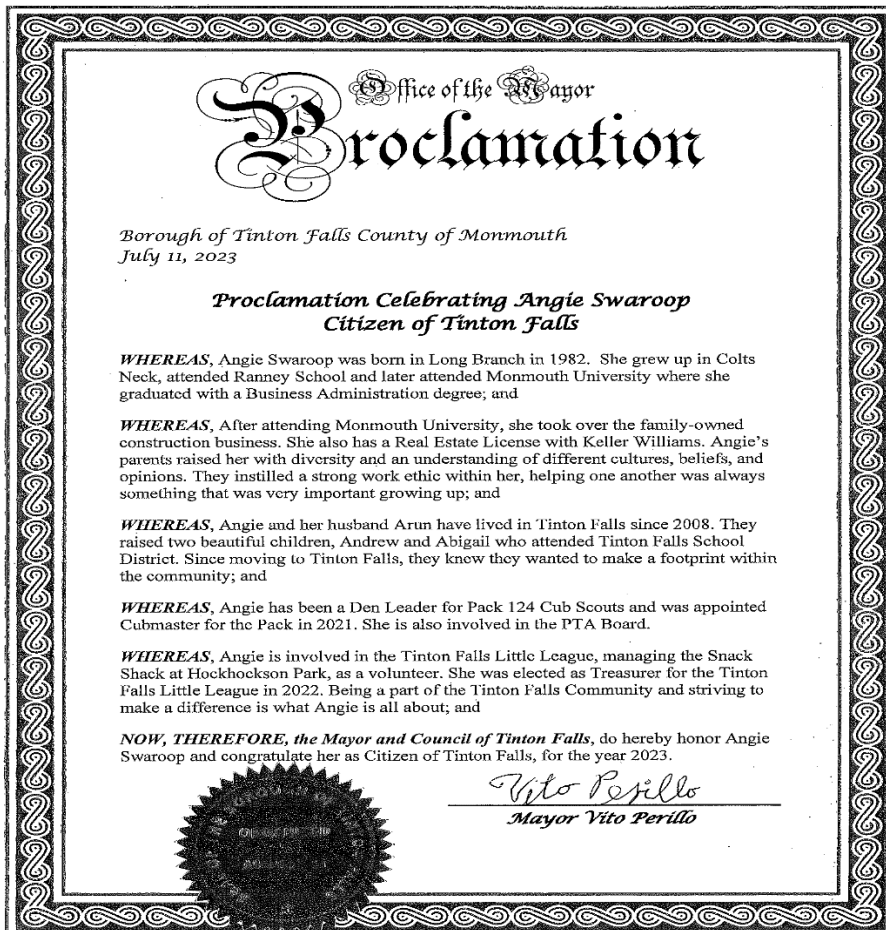 Office of the Mayor
Proclamation
Borough of Tinton Falls County of Monmouth
July 11, 2023
Proclamation Celebrating Angie Swaroop
Citizen of Tinton Falls
WHEREAS, Angie Swaroop was born in Long Branch in 1982. She grew up in Colts
Neck, attended Ranney School and later attended Monmouth University where she
graduated with a Business Administration degree; and
WHEREAS, After attending Monmouth University, she took over the family-owned
construction business. She also has a Real Estate License with Keller Williams. Angie's
parents raised her with diversity and an understanding of different cultures, beliefs, and
opinions. They instilled a strong work ethic within her, helping one another was always
something that was very important growing up; and
WHEREAS, Angie and her husband Arun have lived in Tinton Falls since 2008. They
raised two beautiful children, Andrew and Abigail who attended Tinton Falls School
District. Since moving to Tinton Falls, they knew they wanted to make a footprint within
the community; and
WHEREAS, Angie has been a Den Leader for Pack 124 Cub Scouts and was appointed
Cubmaster for the Pack in 2021. She is also involved in the PTA Board.
WHEREAS, Angie is involved in the Tinton Falls Little League, managing the Snack
Shack at Hockhockson Park, as a volunteer. She was elected as Treasurer for the Tinton
Falls Little League in 2022. Being a part of the Tinton Falls Community and striving to
make a difference is what Angie is all about; and
NOW, THEREFORE, the Mayor and Council of Tinton Falls, do hereby honor Angie
Swaroop and congratulate her as Citizen of Tinton Falls, for the year 2023.
Vito Perillo
Mayor Vito Perillo